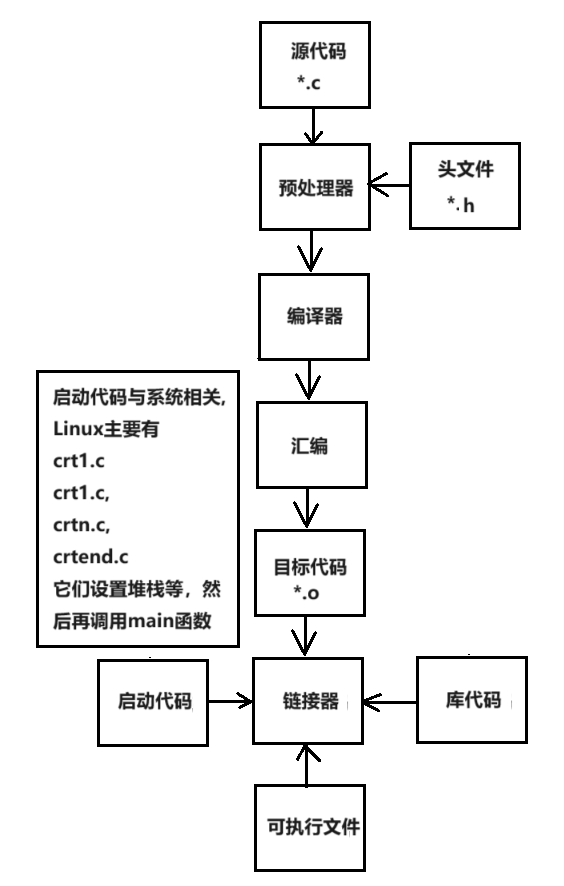 源代码
*.c
预处理器
头文件
*.h
编译器
启动代码与系统相关,
Linux主要有
crt1.c
crt1.c,
crtn.c,
crtend.c
它们设置堆栈等，然
后再调用main函数
汇编
目标代码
*.o
启动代码
链接器
库代码
可执行文件